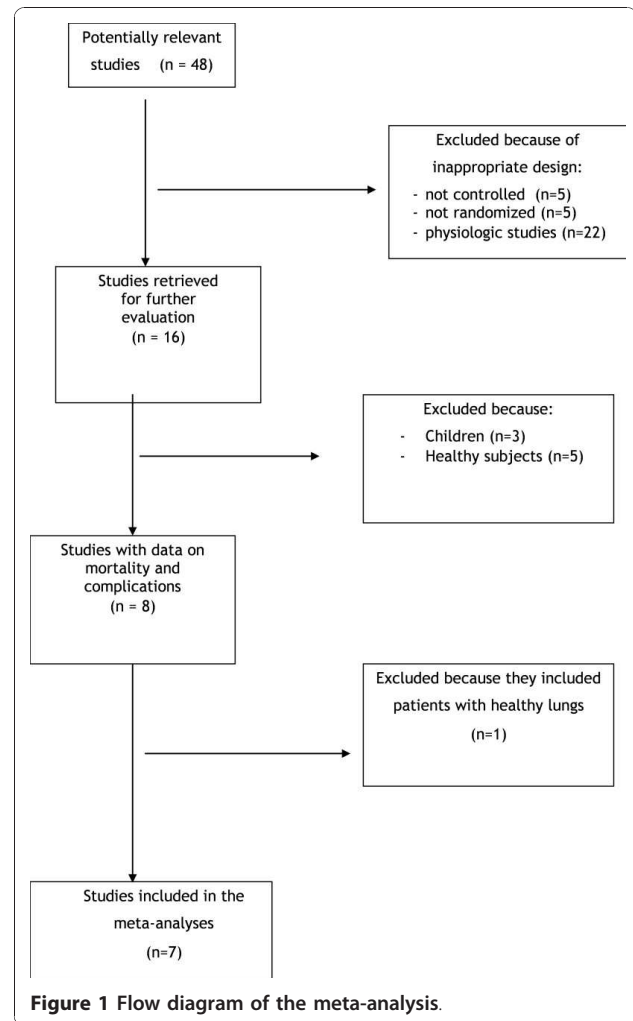 Potentially relevant
studies (n = 48)
Excluded because of
inappropriate design:
- not controlled (n=5)
- not randomized (n=5)
- physiologic studies (n=22)
Studies retrieved
for further
evaluation
(n = 16)
Excluded because:
- Children (n=3)
- Healthy subjects (n=5)
Studies with data on
mortality and
complications
(n = 8)
Excluded because they included
patients with healthy lungs
(n=1)
Studies included in the
meta-analyses
(n=7)
Figure 1 Flow diagram of the meta-analysis.